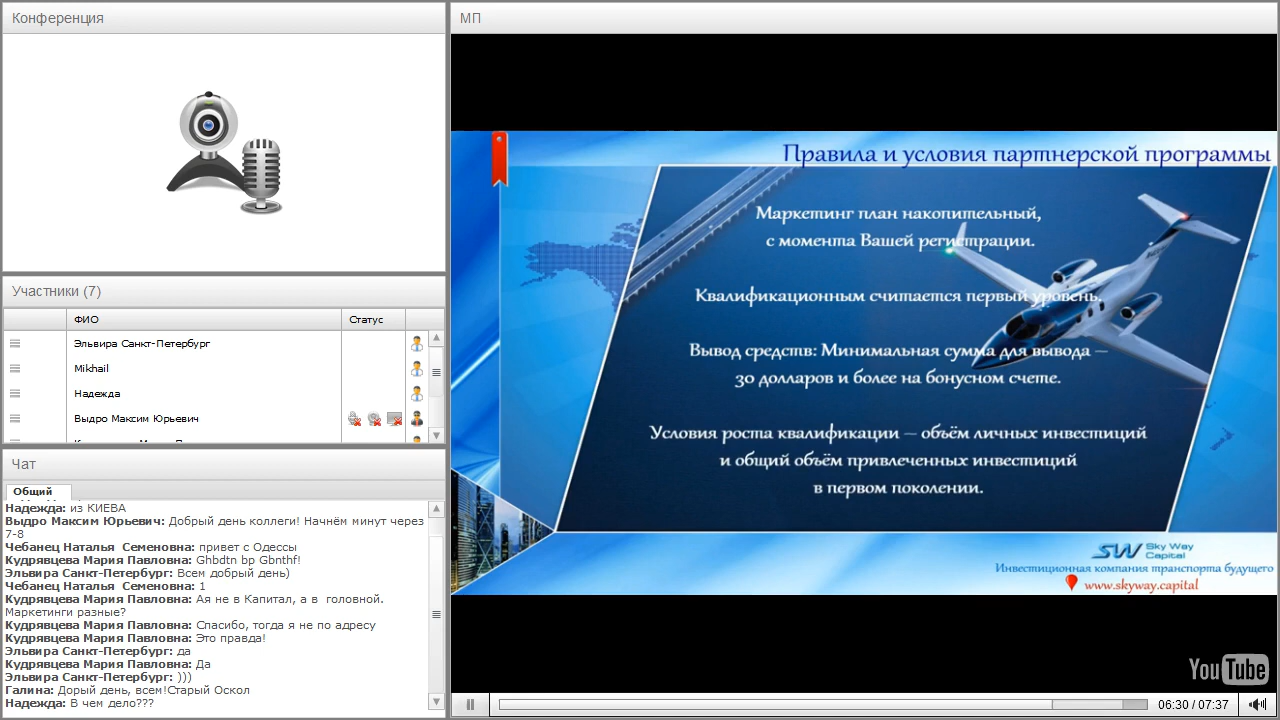 Конференция
Участники (7)
ФИО Статус
Эльвира Санкт-Петербург
Mikhail
Надежда
Выдро Максим Юрьевич
Чат
Общий
Надежда: из КИЕВА
Выдро Максим Юрьевич: Добрый день коллеги! Начнём минут через
7-8
Чебанец Наталья Семеновна: привет с Одессы
Кудрявцева Мария Павловна: Ghbdtn bp Gbnthf!
Эльвира Санкт-Петербург: Всем добрый день)
Чебанец Наталья Семеновна: 1
Кудрявцева Мария Павловна: Ая не в Капитал, а в головной.
Маркетинги разные?
Кудрявцева Мария Павловна: Спасибо, тогда я не по адресу
Кудрявцева Мария Павловна: Это правда!
Эльвира Санкт-Петербург: да
Кудрявцева Мария Павловна: Да
Эльвира Санкт-Петербург: )))
Галина: Дорый день, всем!Старый Оскол
Надежда: В чем дело???
МП
Правила и условия партнерской программы
Маркетинг план накопительный,
с момента Вашей регистрации.
Квалификационным считается первый уровень.
Вывод средств: Минимальная сумма для вывода –
30 долларов и более на бонусном счете.
Условия роста квалификации – объём личных инвестиций
и общий объём привлеченных инвестиций
в первом поколении.
SW Sky Way
Capital
Инвестиционная компания транспорта будущего
www.skyway.capital
YouTube
06:30 / 07:37